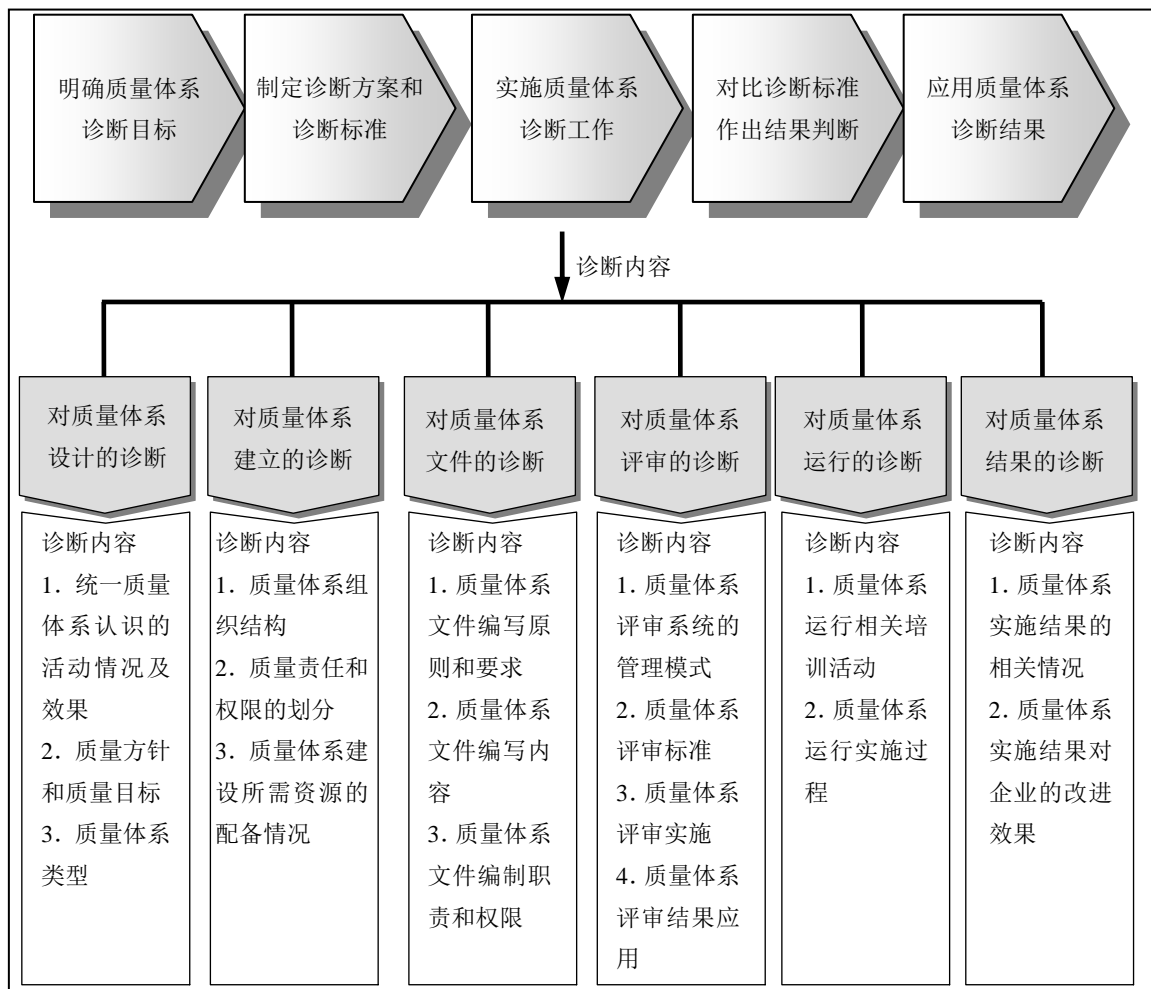 明确质量体系
诊断目标
制定诊断方案和
诊断标准
实施质量体系
诊断工作
对比诊断标准
作出结果判断
应用质量体系
诊断结果
诊断内容
对质量体系
设计的诊断
对质量体系
建立的诊断
对质量体系
文件的诊断
对质量体系
评审的诊断
对质量体系
运行的诊断
对质量体系
结果的诊断
诊断内容
1. 统一质量
体系认识的
活动情况及
效果
2. 质量方针
和质量目标
3. 质量体系
类型
诊断内容
1. 质量体系组
织结构
2. 质量责任和
权限的划分
3. 质量体系建
设所需资源的
配备情况
诊断内容
1. 质量体系
文件编写原
则和要求
2. 质量体系
文件编写内
容
3. 质量体系
文件编制职
责和权限
诊断内容
1. 质量体系
评审系统的
管理模式
2. 质量体系
评审标准
3. 质量体系
评审实施
4. 质量体系
评审结果应
用
诊断内容
1. 质量体系
运行相关培
训活动
2. 质量体系
运行实施过
程
诊断内容
1. 质量体系
实施结果的
相关情况
2. 质量体系
实施结果对
企业的改进
效果